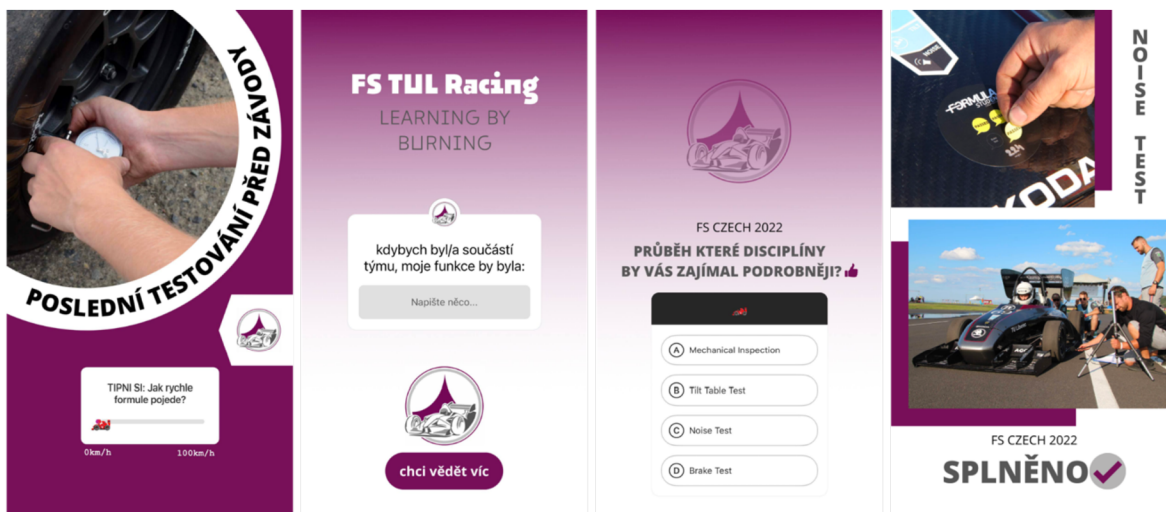 POSLEDNÍ TESTOVÁNÍ PŘED ZÁVODY
TIPNI SI: Jak rychle
formule pojede?
0km/h 100km/h
FS TUL Racing
LEARNING BY
BURNING
kdybych byl/a součástí
týmu, moje funkce by byla:
Napište něco...
chci vědět víc
FS CZECH 2022
PRŮBĚH KTERÉ DISCIPLÍNY
BY VÁS ZAJÍMAL PODROBNĚJI?
A Mechanical Inspection
B Tilt Table Test
C Noise Test
D Brake Test
NOISE TEST
NOISE
FORMULA
KODA
FS CZECH 2022
SPLNĚNO